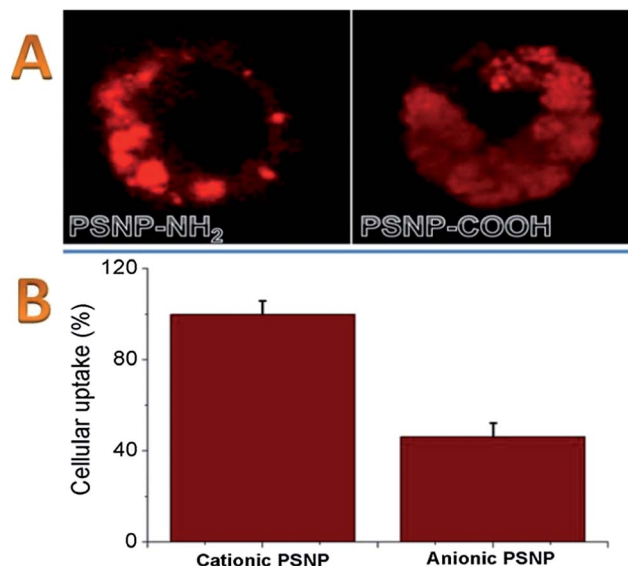 A
PSNP-NH₂
PSNP-COOH
B
Cellular uptake (%)
120
80
40
0
Cationic PSNP
Anionic PSNP